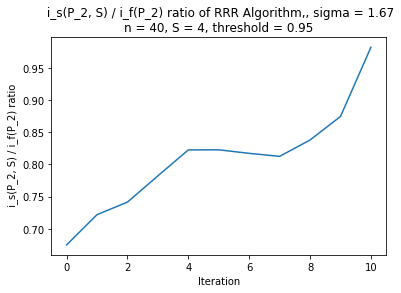 i_s(P_2, S) / i_f(P_2) ratio of RRR Algorithm,, sigma = 1.67
n = 40, S = 4, threshold = 0.95
i_s(P_2, S) / i_f(P_2) ratio
0.95
0.90
0.85
0.80
0.75
0.70
0 2 4 6 8 10
Iteration